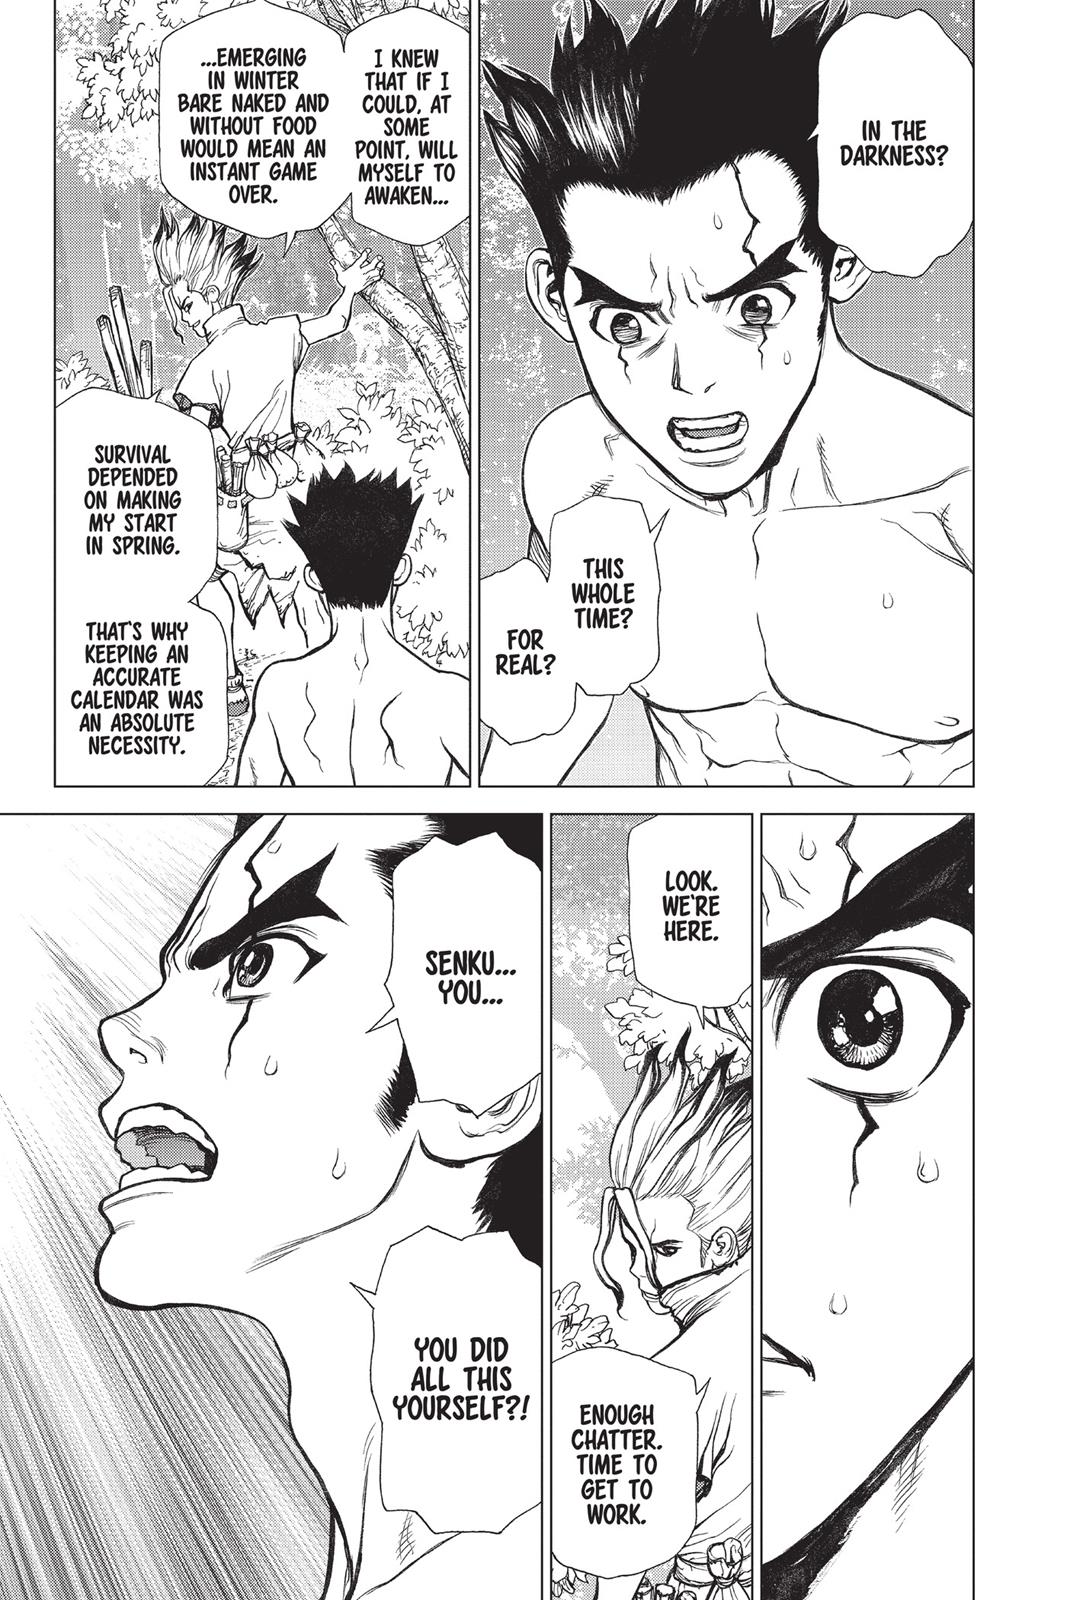 IN THE
DARKNESS?
THIS
WHOLE
TIME?
FOR
REAL?
I KNEW
THAT IF I
COULD, AT
SOME
POINT, WILL
MYSELF TO
AWAKEN...
...EMERGING
IN WINTER
BARE NAKED AND
WITHOUT FOOD
WOULD MEAN AN
INSTANT GAME
OVER.
SURVIVAL
DEPENDED
ON MAKING
MY START
IN SPRING.
THAT'S WHY
KEEPING AN
ACCURATE
CALENDAR WAS
AN ABSOLUTE
NECESSITY.
LOOK.
WE'RE
HERE.
ENOUGH
CHATTER.
TIME TO
GET TO
WORK.
SENKU...
YOU...
YOU DID
ALL THIS
YOURSELF?!